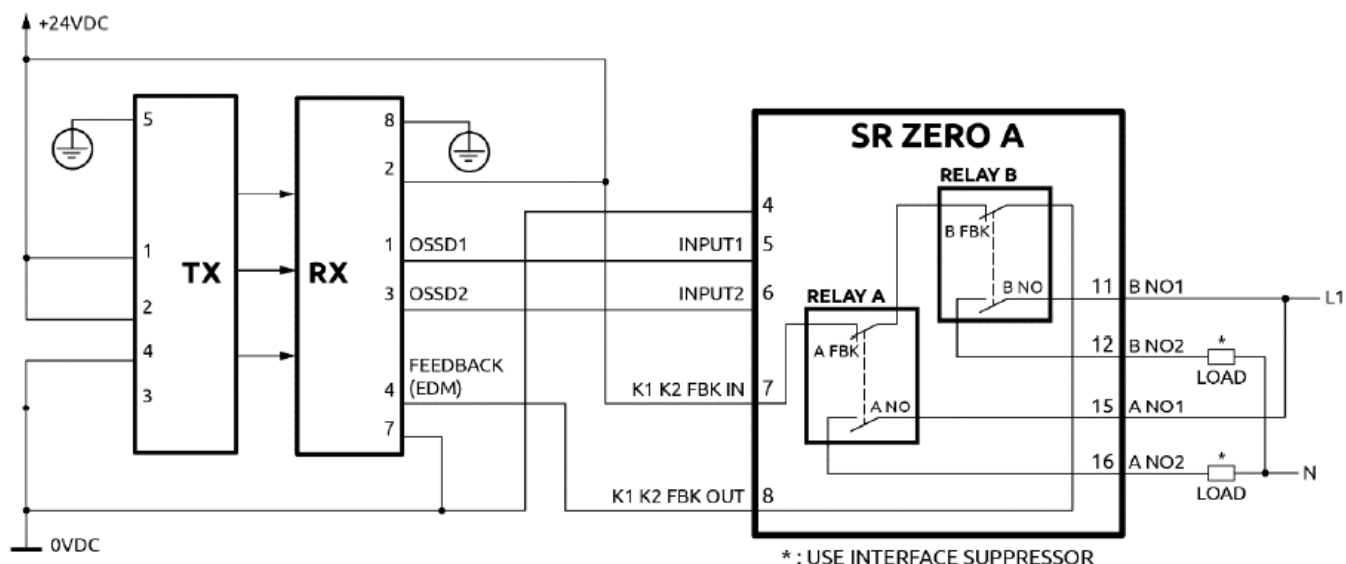 +24VDC
5
8
SR ZERO A
2
RELAY B
4
B FBK
1
1 OSSD1
INPUT1 5
TX
RX
2
3 OSSD2
INPUT2 6
RELAY A
B NO
11 B NO1
L1
4
A FBK
12 B NO2
*
LOAD
3
FEEDBACK
(EDM)
4
K1 K2 FBK IN 7
A NO
15 A NO1
7
16 A NO2
*
LOAD
N
K1 K2 FBK OUT 8
0VDC
* : USE INTERFACE SUPPRESSOR